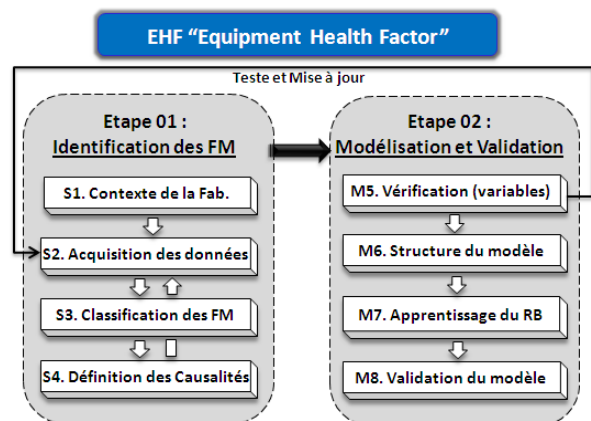 EHF “Equipment Health Factor”
Teste et Mise à jour
Etape 01 :
Identification des FM
S1. Contexte de la Fab.
S2. Acquisition des données
S3. Classification des FM
S4. Définition des Causalités
Etape 02 :
Modélisation et Validation
M5. Vérification (variables)
M6. Structure du modèle
M7. Apprentissage du RB
M8. Validation du modèle